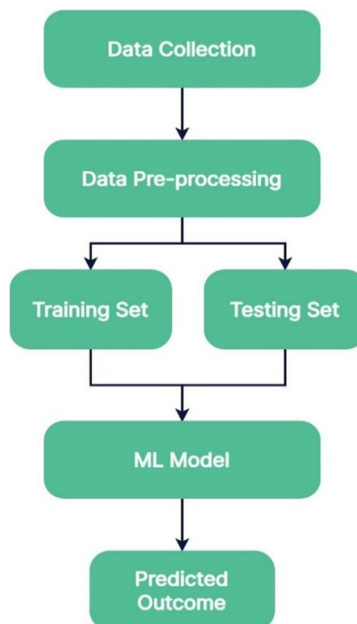 Data Collection
Data Pre-processing
Training Set
Testing Set
ML Model
Predicted
Outcome